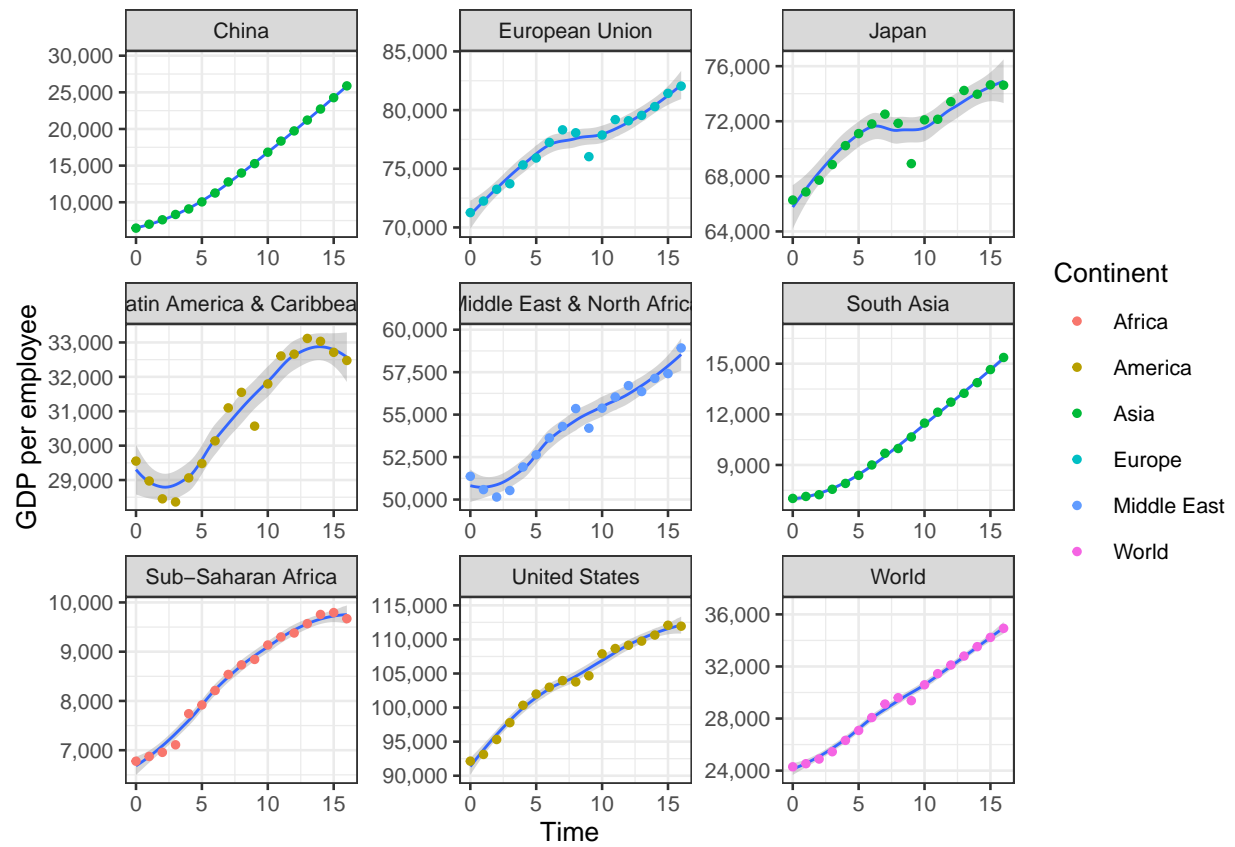 China
30,000
25,000
20,000
15,000
10,000
0 5 10 15
European Union
85,000
80,000
75,000
70,000
0 5 10 15
Japan
76,000
72,000
68,000
64,000
0 5 10 15
atin America & Caribbea
33,000
32,000
31,000
30,000
29,000
0 5 10 15
Middle East & North Africa
60,000
57,500
55,000
52,500
50,000
0 5 10 15
South Asia
15,000
12,000
9,000
0 5 10 15
Sub−Saharan Africa
10,000
9,000
8,000
7,000
0 5 10 15
United States
115,000
110,000
105,000
100,000
95,000
90,000
0 5 10 15
World
36,000
32,000
28,000
24,000
0 5 10 15
GDP per employee
Time
Continent
Africa
America
Asia
Europe
Middle East
World